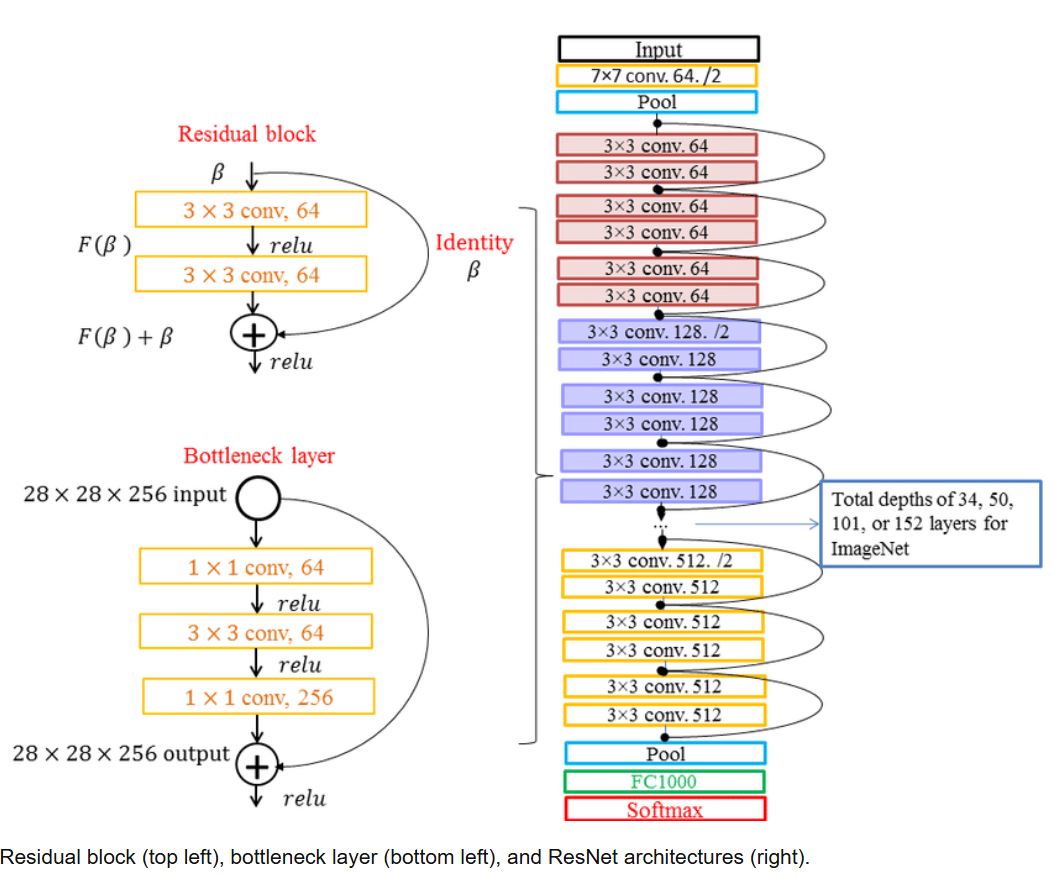 Residual block
β
3 × 3 conv, 64
F(β)
relu
3 × 3 conv, 64
Identity
β
F(β) + β
+
relu
Bottleneck layer
28 × 28 × 256 input
1 × 1 conv, 64
relu
3 × 3 conv, 64
relu
1 × 1 conv, 256
28 × 28 × 256 output
+
relu
Input
7×7 conv. 64. /2
Pool
3×3 conv. 64
3×3 conv. 64
3×3 conv. 64
3×3 conv. 64
3×3 conv. 64
3×3 conv. 64
3×3 conv. 128. /2
3×3 conv. 128
3×3 conv. 128
3×3 conv. 128
3×3 conv. 128
3×3 conv. 128
...
Total depths of 34, 50,
101, or 152 layers for
ImageNet
3×3 conv. 512. /2
3×3 conv. 512
3×3 conv. 512
3×3 conv. 512
3×3 conv. 512
3×3 conv. 512
Pool
FC1000
Softmax
Residual block (top left), bottleneck layer (bottom left), and ResNet architectures (right).